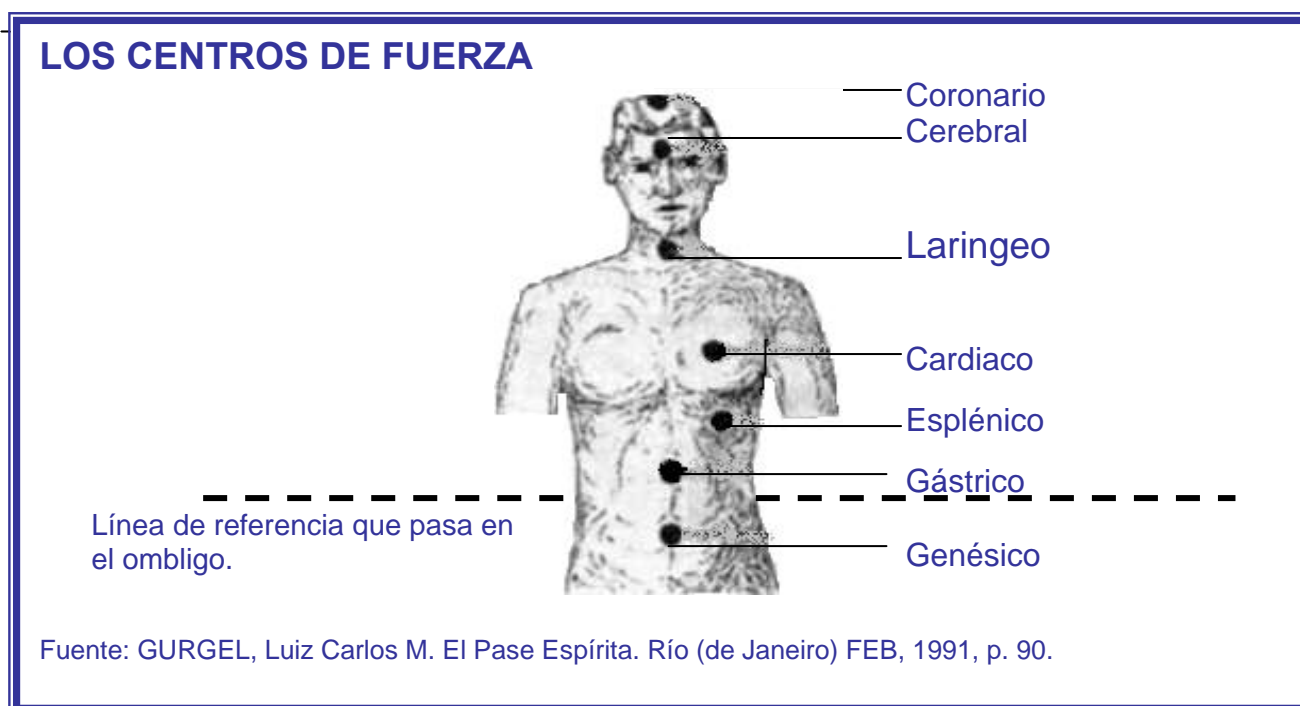 LOS CENTROS DE FUERZA
Coronario
Cerebral
Laringeo
Cardiaco
Esplénico
Gástrico
Línea de referencia que pasa en
el ombligo.
Genésico
Fuente: GURGEL, Luiz Carlos M. El Pase Espírita. Río (de Janeiro) FEB, 1991, p. 90.